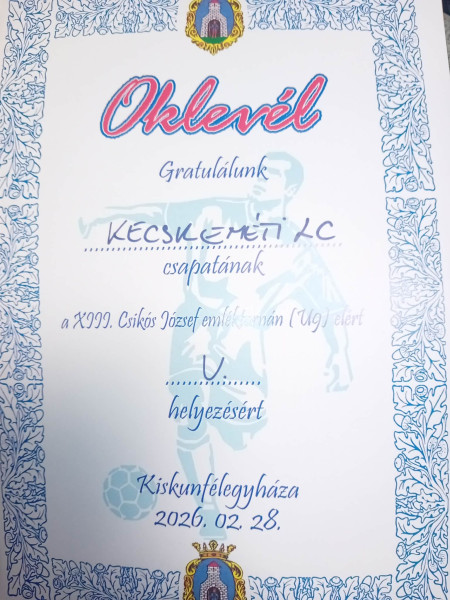 Oklevél
Gratulálunk
KECSKEMÉTI LC
csapatának
a XIII. Csikós József emléktornán (U9) elért
V.
helyezésért
Kiskunfélegyháza
2026. 02. 28.